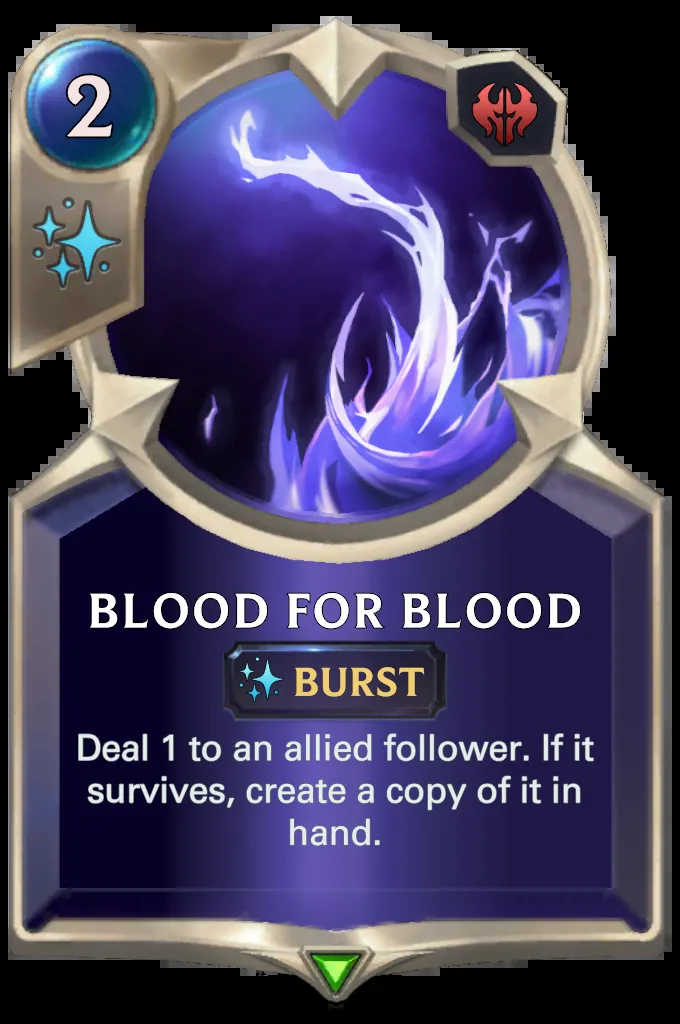 2
BLOOD FOR BLOOD
BURST
Deal 1 to an allied follower. If it
survives, create a copy of it in
hand.